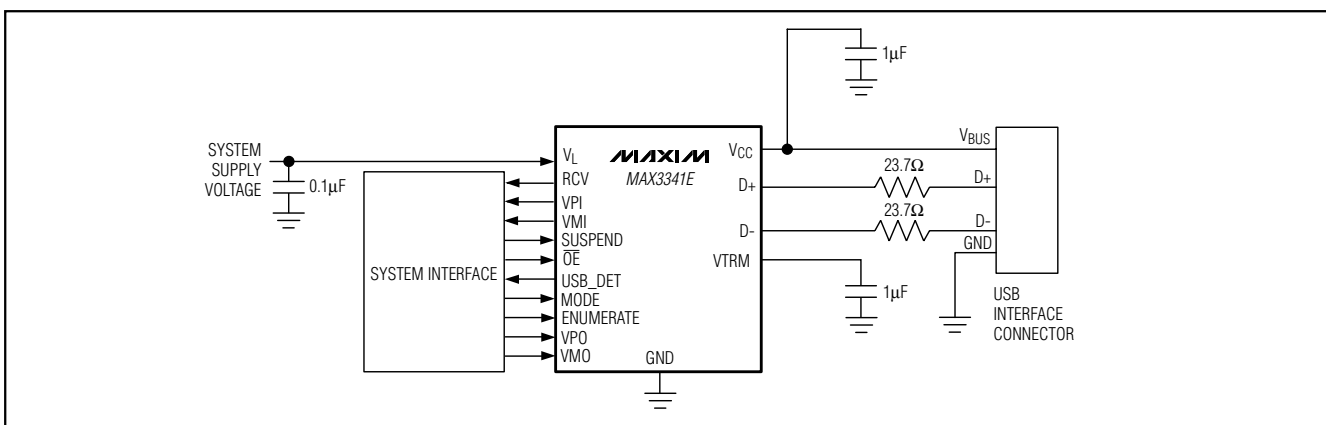 1µF
SYSTEM
SUPPLY
VOLTAGE
0.1µF
SYSTEM INTERFACE
VL
RCV
VPI
VMI
SUSPEND
OE
USB_DET
MODE
ENUMERATE
VPO
VMO
MAXIM
MAX3341E
GND
VCC
D+
D-
VTRM
23.7Ω
23.7Ω
1µF
VBUS
D+
D-
GND
USB
INTERFACE
CONNECTOR